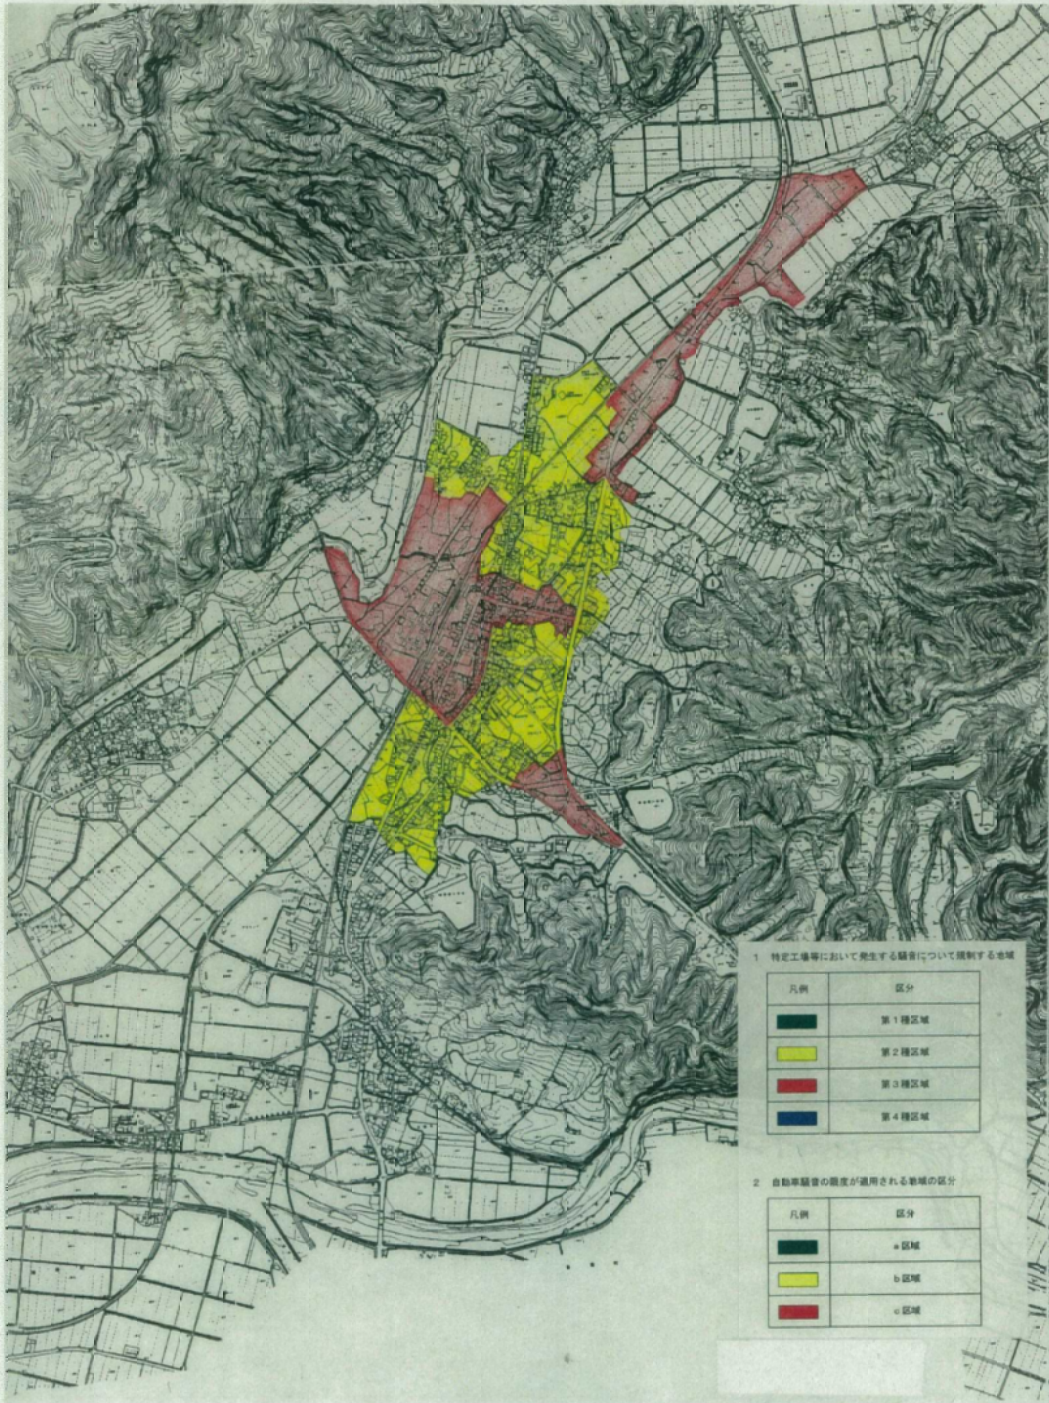 1 特定工場等において発生する騒音について規制する地域
凡例 区分
第1種区域
第2種区域
第3種区域
第4種区域
2 自動車騒音の限度が適用される地域の区分
凡例 区分
a区域
b区域
c区域